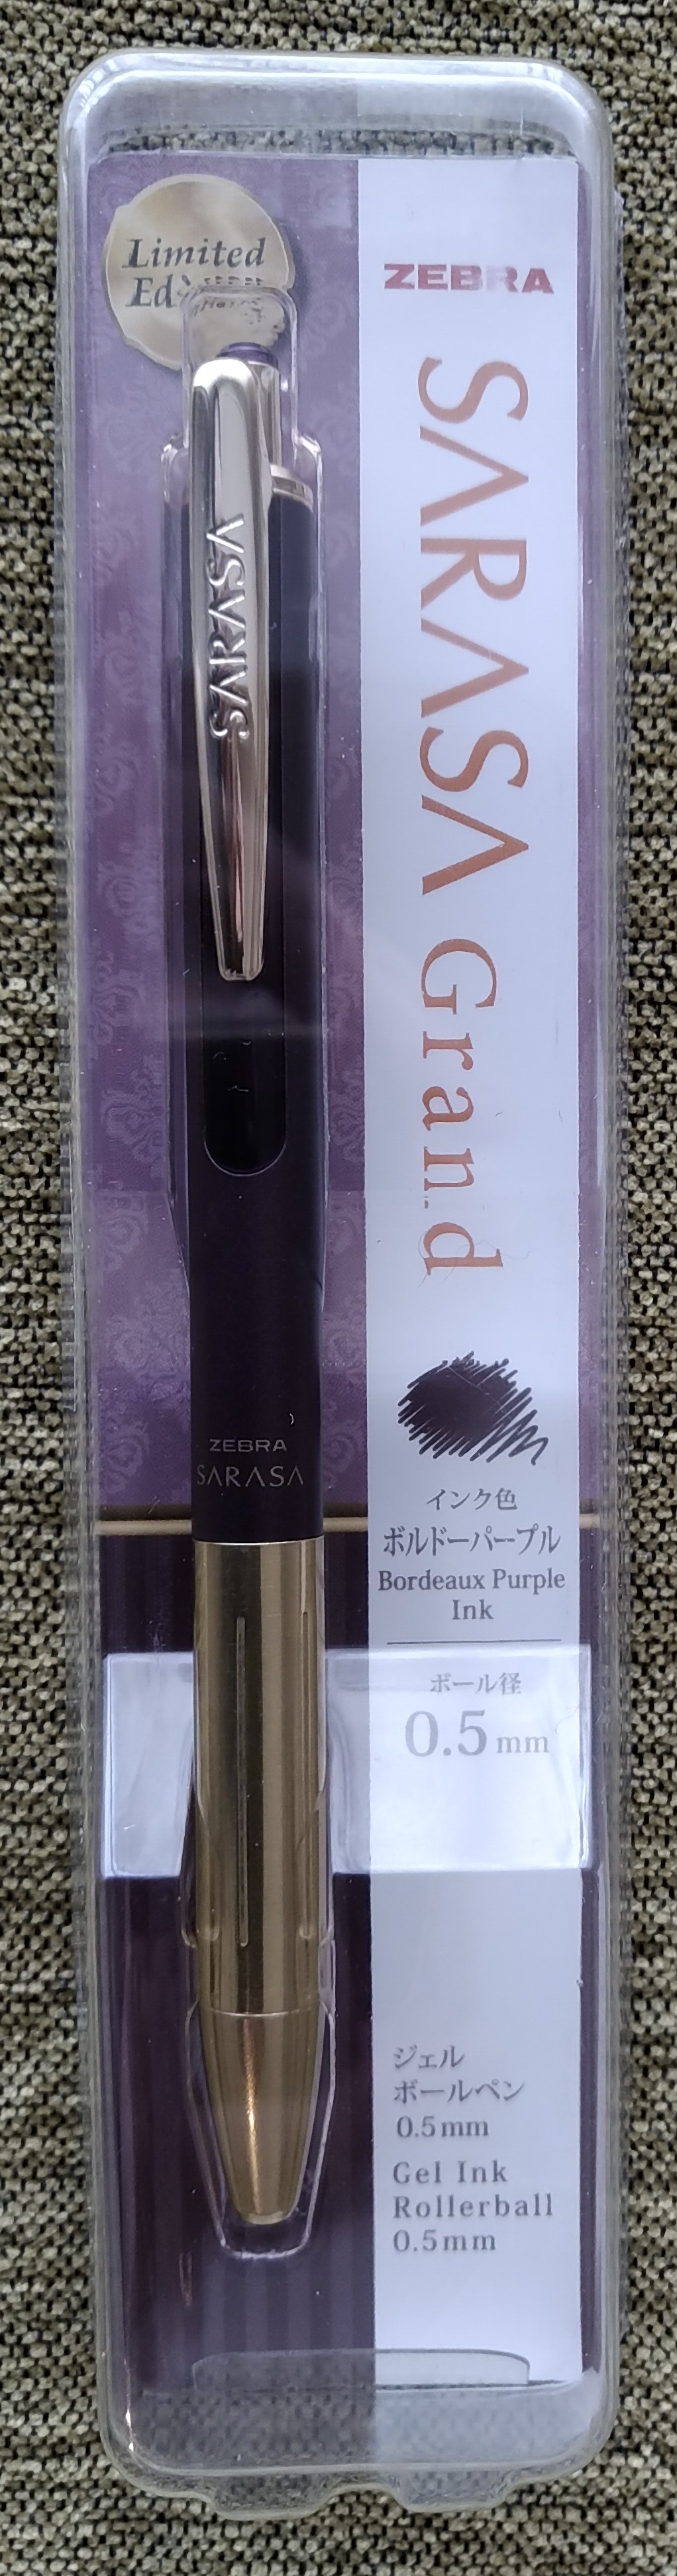 Limited
ZEBRA
SARASA Grand
SARASA
ZEBRA
SARASA
インク色
ボルドーパープル
Bordeaux Purple
Ink
ボール径
0.5 mm
ジェル
ボールペン
0.5mm
Gel Ink
Rollerball
0.5mm